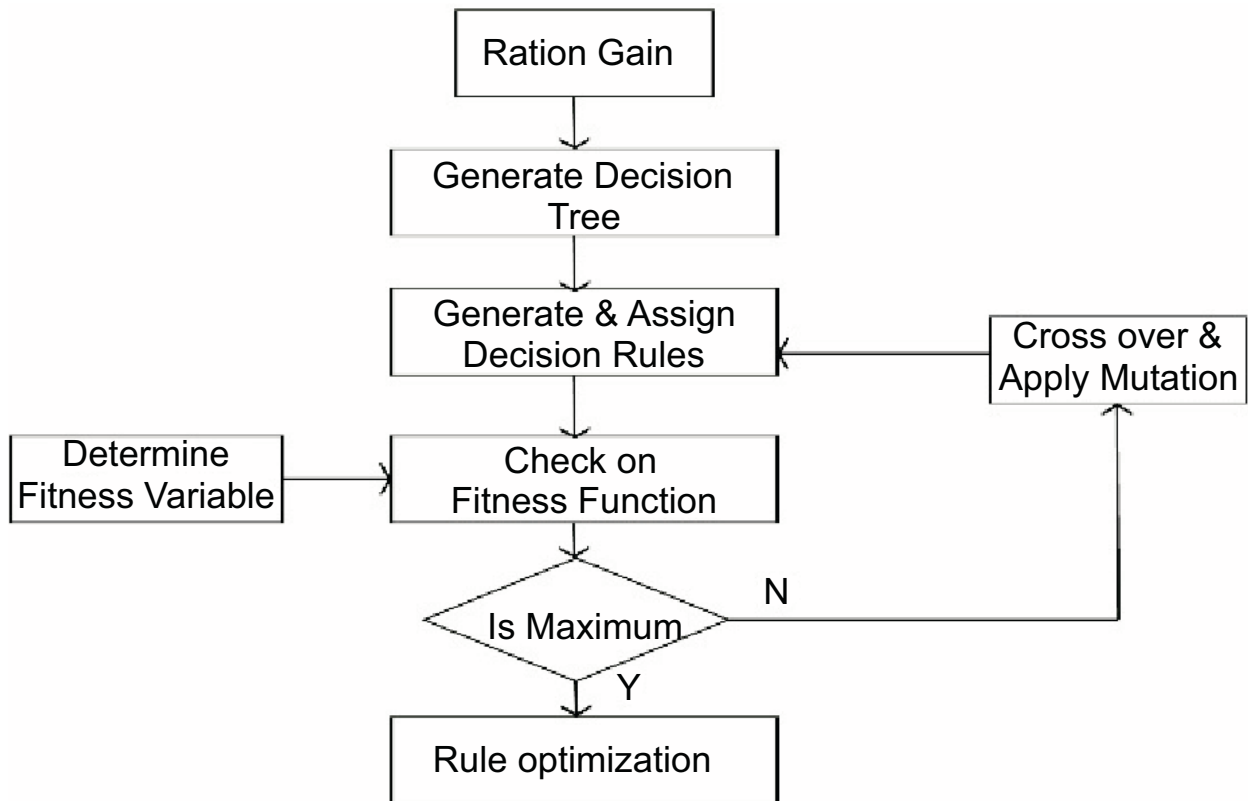 Ration Gain
Generate Decision
Tree
Generate & Assign
Decision Rules
Cross over &
Apply Mutation
Determine
Fitness Variable
Check on
Fitness Function
Is Maximum
N
Y
Rule optimization